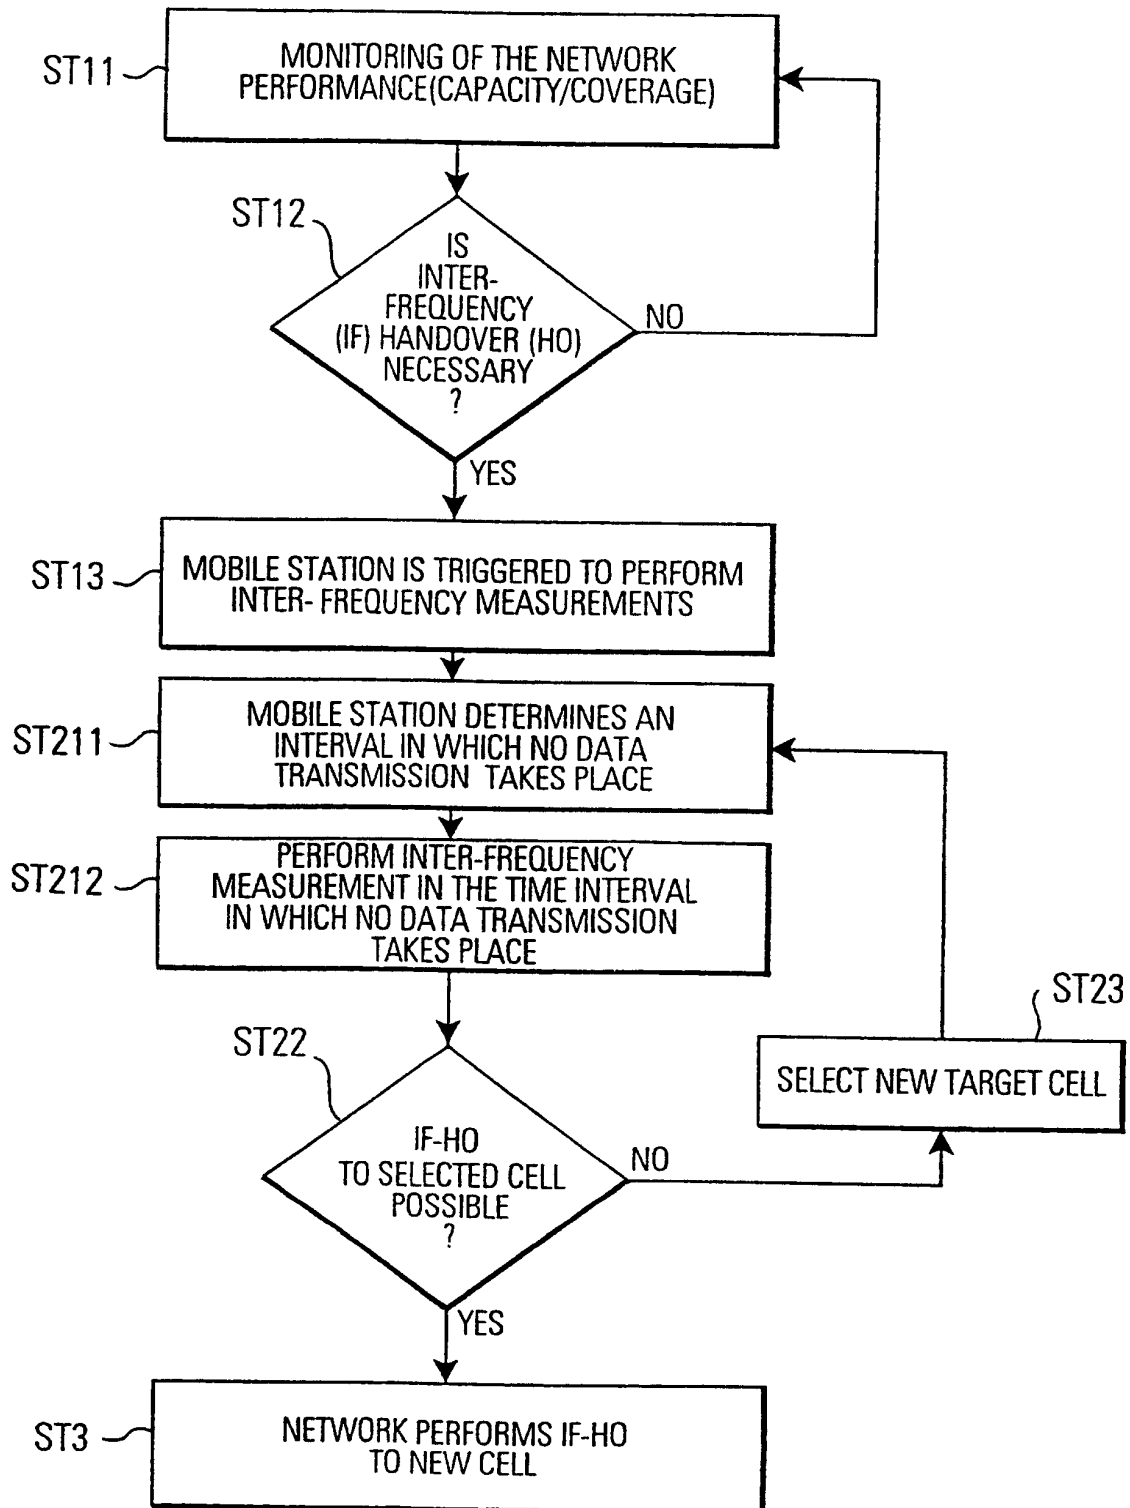 ST11
MONITORING OF THE NETWORK
PERFORMANCE(CAPACITY/COVERAGE)
ST12
IS
INTER-
FREQUENCY
(IF) HANDOVER (HO)
NECESSARY
?
NO
YES
ST13
MOBILE STATION IS TRIGGERED TO PERFORM
INTER- FREQUENCY MEASUREMENTS
ST211
MOBILE STATION DETERMINES AN
INTERVAL IN WHICH NO DATA
TRANSMISSION TAKES PLACE
ST212
PERFORM INTER-FREQUENCY
MEASUREMENT IN THE TIME INTERVAL
IN WHICH NO DATA TRANSMISSION
TAKES PLACE
ST22
IF-HO
TO SELECTED CELL
POSSIBLE
?
NO
ST23
SELECT NEW TARGET CELL
YES
ST3
NETWORK PERFORMS IF-HO
TO NEW CELL